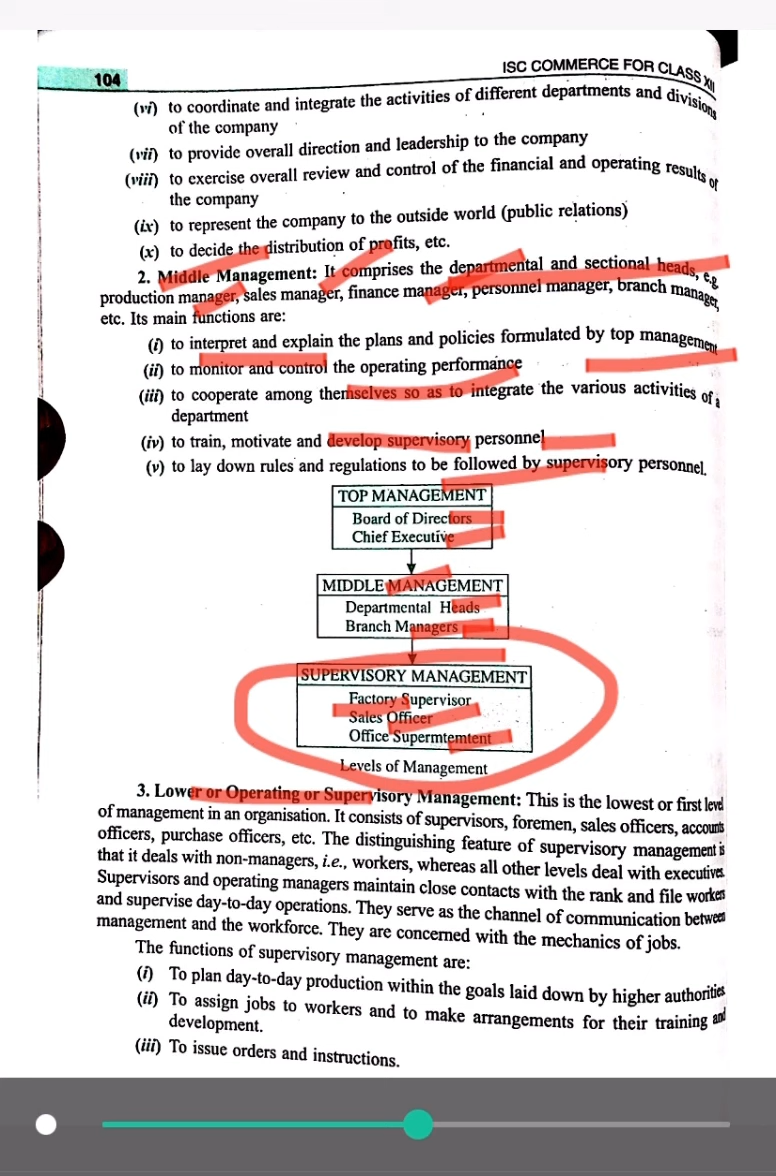 104
ISC COMMERCE FOR CLASS XII
(vi) to coordinate and integrate the activities of different departments and divisions
of the company
(vii) to provide overall direction and leadership to the company
(viii) to exercise overall review and control of the financial and operating results of
the company
(ix) to represent the company to the outside world (public relations)
(x) to decide the distribution of profits, etc.
2. Middle Management: It comprises the departmental and sectional heads, e.g
production manager, sales manager, finance manager, personnel manager, branch manager,
etc. Its main functions are:
(i) to interpret and explain the plans and policies formulated by top management
(ii) to monitor and control the operating performance
(iii) to cooperate among themselves so as to integrate the various activities of a
department
(iv) to train, motivate and develop supervisory personnel
(v) to lay down rules and regulations to be followed by supervisory personnel.
TOP MANAGEMENT
Board of Directors
Chief Executive
MIDDLE MANAGEMENT
Departmental Heads
Branch Managers
SUPERVISORY MANAGEMENT
Factory Supervisor
Sales Officer
Office Supermtemtent
Levels of Management
3. Lower or Operating or Supervisory Management: This is the lowest or first level
of management in an organisation. It consists of supervisors, foremen, sales officers, accounts
officers, purchase officers, etc. The distinguishing feature of supervisory management is
that it deals with non-managers, i.e., workers, whereas all other levels deal with executives.
Supervisors and operating managers maintain close contacts with the rank and file workers
and supervise day-to-day operations. They serve as the channel of communication between
management and the workforce. They are concerned with the mechanics of jobs.
The functions of supervisory management are:
(i) To plan day-to-day production within the goals laid down by higher authorities
(ii) To assign jobs to workers and to make arrangements for their training and
development.
(iii) To issue orders and instructions.